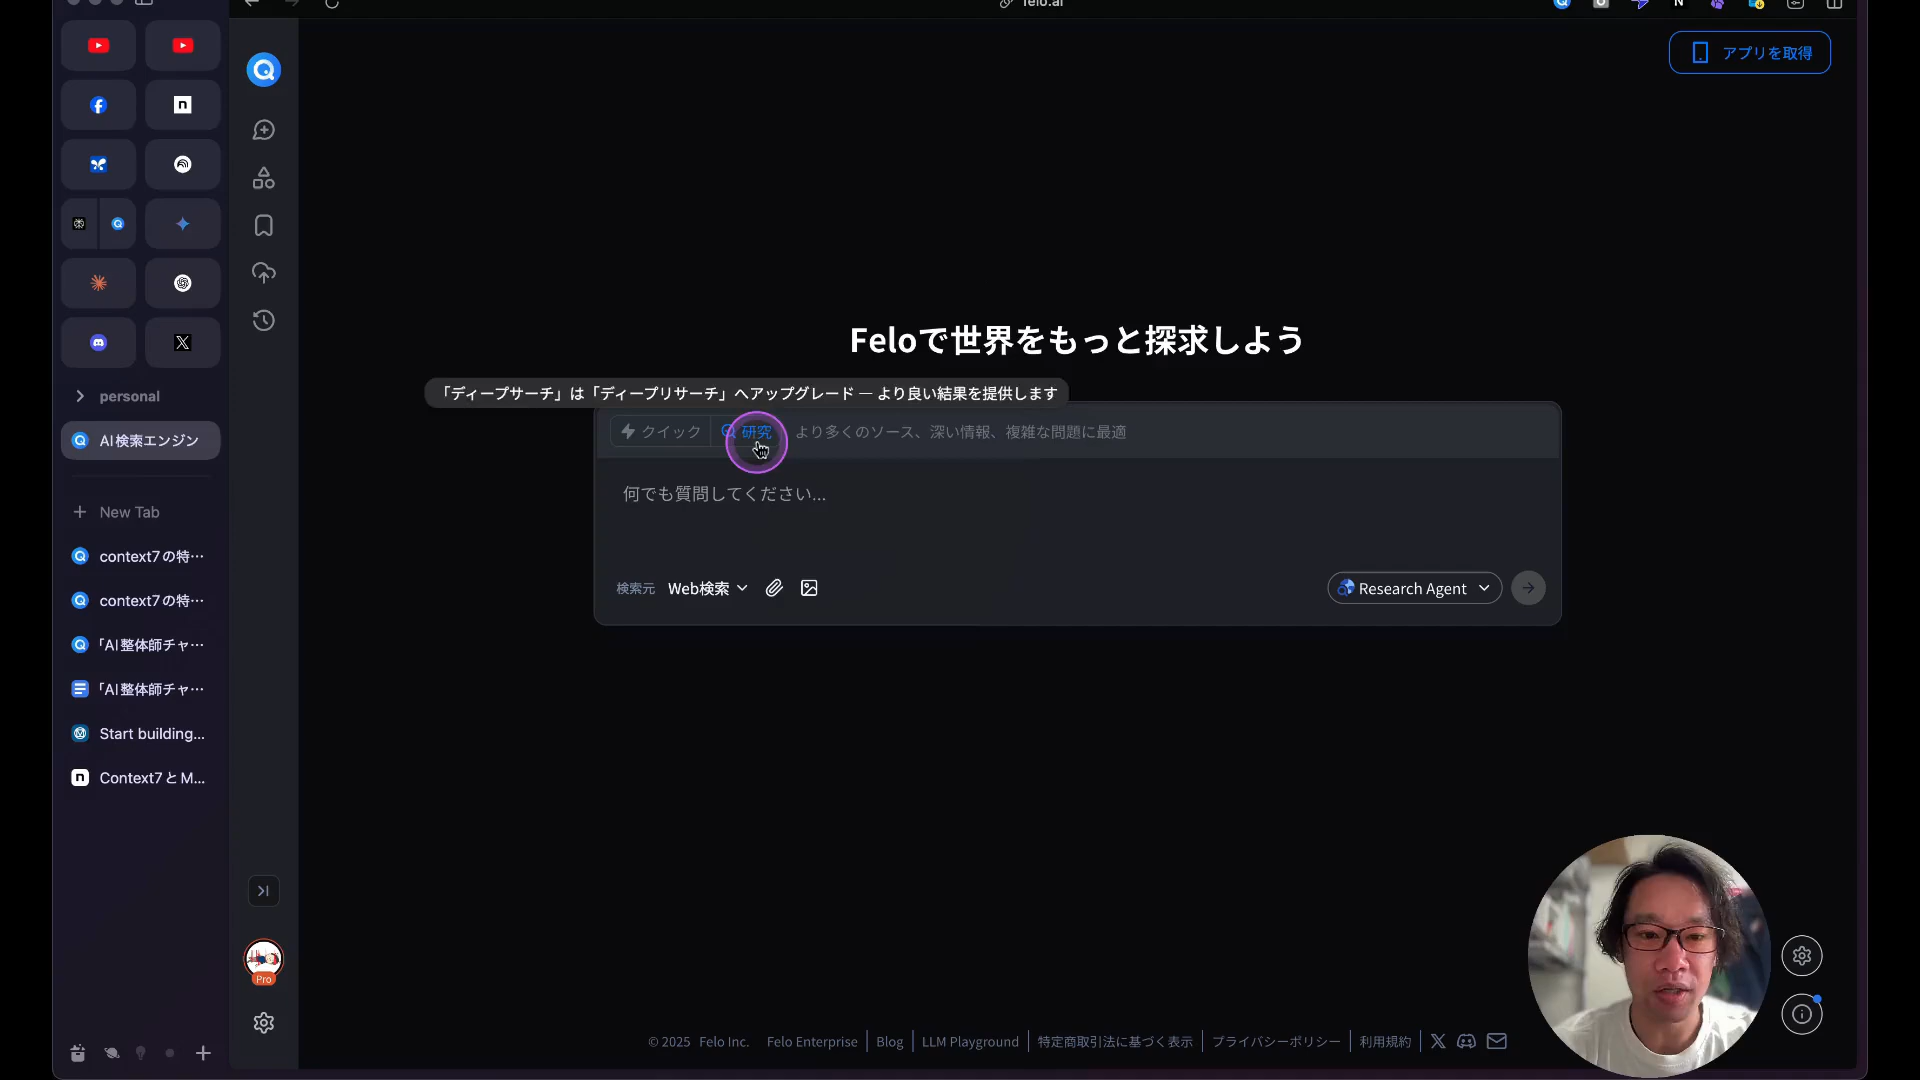 felo.ai
アプリを取得
personal
AI検索エンジン
New Tab
context7の特…
context7の特…
「AI整体師チャ…
「AI整体師チャ…
Start building...
Context7とM...
Pro
Feloで世界をもっと探求しよう
「ディープサーチ」は「ディープリサーチ」へアップグレード — より良い結果を提供します
クイック 研究 より多くのソース、深い情報、複雑な問題に最適
何でも質問してください...
検索元 Web検索 Research Agent
© 2025 Felo Inc. Felo Enterprise Blog LLM Playground 特定商取引法に基づく表示 プライバシーポリシー 利用規約